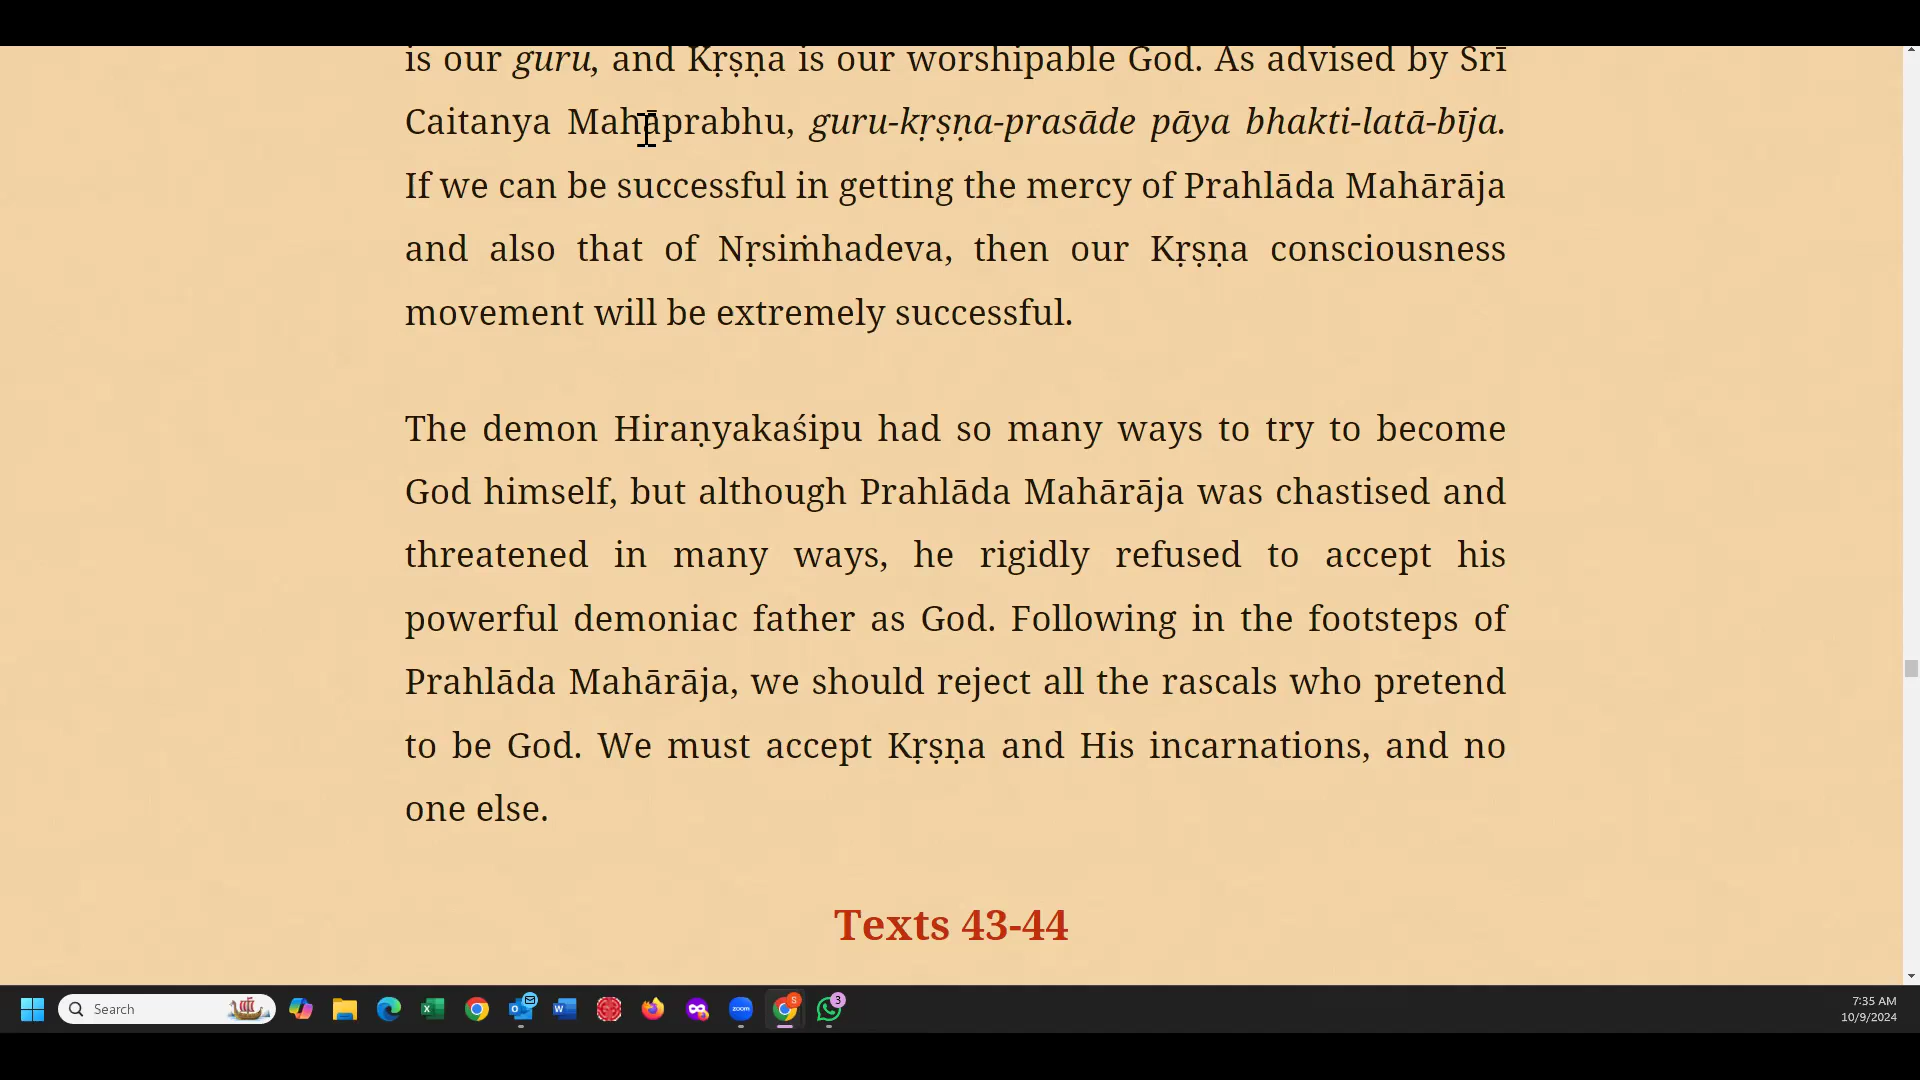 is our guru, and Kṛṣṇa is our worshipable God. As advised by Śrī
Caitanya Mahāprabhu, guru-kṛṣṇa-prasāde pāya bhakti-latā-bīja.
If we can be successful in getting the mercy of Prahlāda Mahārāja
and also that of Nṛsiṁhadeva, then our Kṛṣṇa consciousness
movement will be extremely successful.
The demon Hiraṇyakaśipu had so many ways to try to become
God himself, but although Prahlāda Mahārāja was chastised and
threatened in many ways, he rigidly refused to accept his
powerful demoniac father as God. Following in the footsteps of
Prahlāda Mahārāja, we should reject all the rascals who pretend
to be God. We must accept Kṛṣṇa and His incarnations, and no
one else.
Texts 43-44
Search
zoom
S
3
7:35 AM
10/9/2024